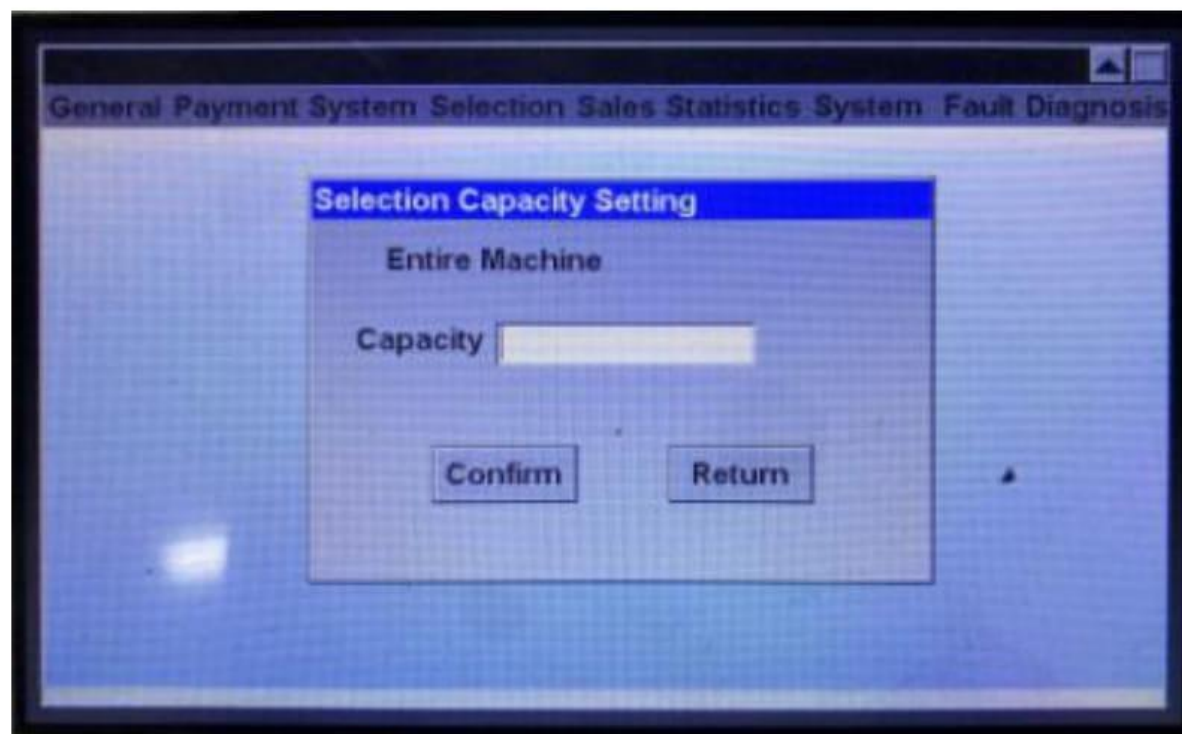 General Payment System Selection Sales Statistics System Fault Diagnosis
Selection Capacity Setting
Entire Machine
Capacity
Confirm Return